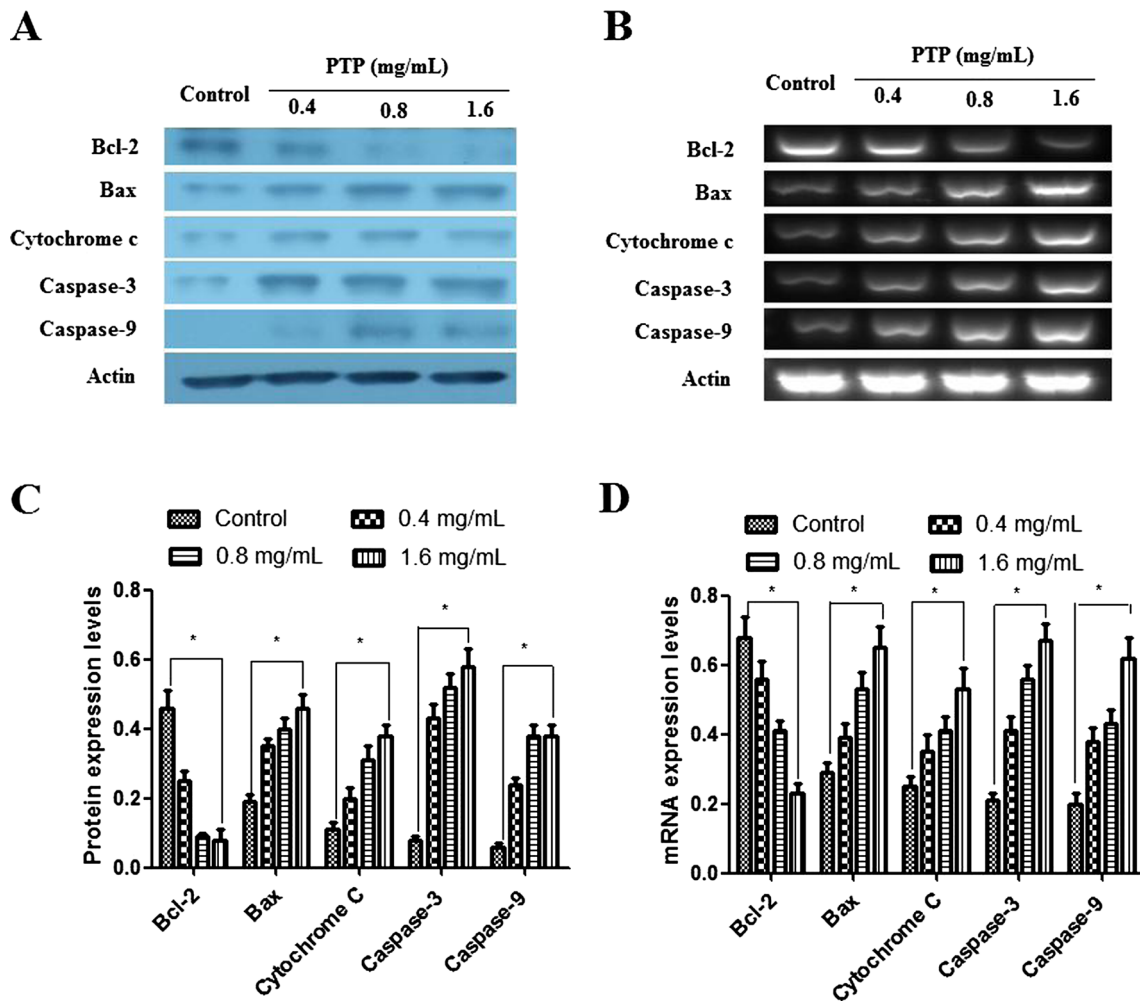 A
PTP (mg/mL)
Control
0.4
0.8
1.6
Bcl-2
Bax
Cytochrome c
Caspase-3
Caspase-9
Actin
B
PTP (mg/mL)
Control
0.4
0.8
1.6
Bcl-2
Bax
Cytochrome c
Caspase-3
Caspase-9
Actin
C
Control
0.4 mg/mL
0.8 mg/mL
1.6 mg/mL
Protein expression levels
0.8
0.6
0.4
0.2
0.0
*
*
*
*
*
Bcl-2
Bax
Cytochrome C
Caspase-3
Caspase-9
D
Control
0.4 mg/mL
0.8 mg/mL
1.6 mg/mL
mRNA expression levels
0.8
0.6
0.4
0.2
0.0
*
*
*
*
*
Bcl-2
Bax
Cytochrome C
Caspase-3
Caspase-9